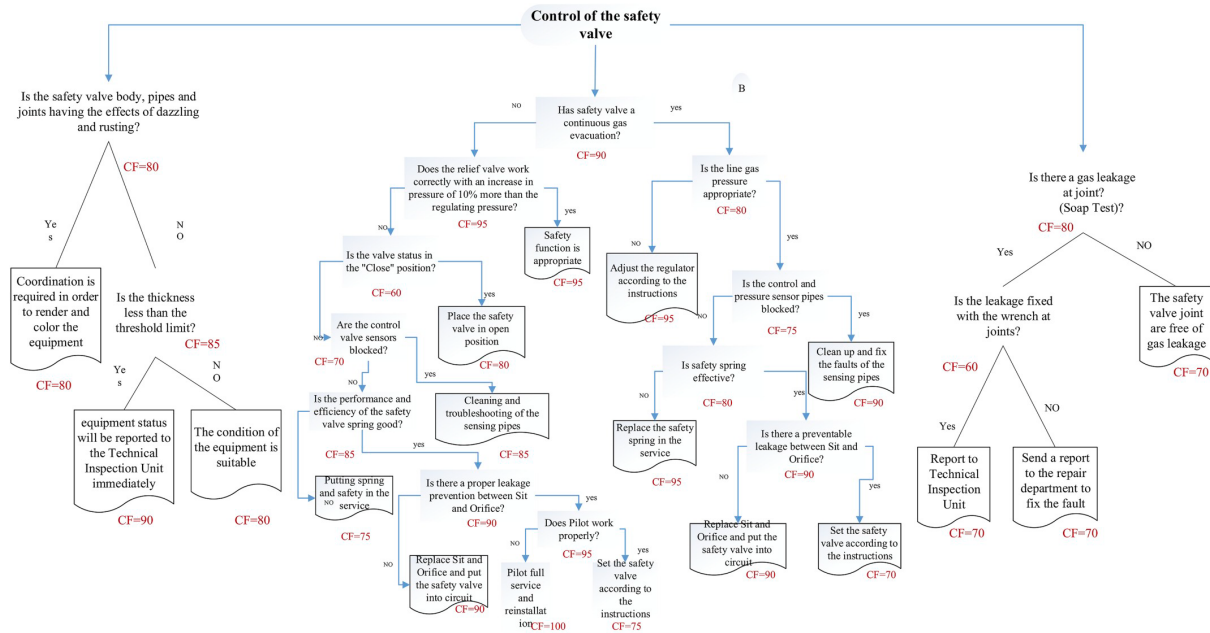 Control of the safety
valve
B
Is the safety valve body, pipes and
joints having the effects of dazzling
and rusting?
CF=80
Ye
s
N
O
Coordination is
required in order
to render and
color the
equipment
CF=80
Is the thickness
less than the
threshold limit?
CF=85
Ye
s
N
O
equipment status
will be reported to
the Technical
Inspection Unit
immediately
CF=90
The condition
of the
equipment is
suitable
CF=80
Has safety valve a
continuous gas
evacuation?
CF=90
NO
yes
Does the relief valve work
correctly with an increase in
pressure of 10% more than the
regulating pressure?
CF=95
NO
yes
Safety
function is
appropriate
CF=95
Is the valve status in
the "Close" position?
CF=60
NO
yes
Place the safety
valve in open
position
CF=80
Are the control
valve sensors
blocked?
CF=70
NO
yes
Cleaning and
troubleshooting of the
sensing pipes
CF=85
Is the performance and
efficiency of the safety
valve spring good?
CF=85
NO
yes
Putting spring
and safety in the
service
CF=75
Is there a proper leakage
prevention between Sit
and Orifice?
CF=90
NO
yes
Replace Sit and
Orifice and put
the safety valve
into circuit
CF=90
Does Pilot work
properly?
CF=95
NO
yes
Pilot full
service and
reinstallat
ion
CF=100
Set the safety
valve
according to
the
instructions
CF=75
Is the line gas
pressure
appropriate?
CF=80
NO
yes
Adjust the regulator
according to the
instructions
CF=95
Is the control and
pressure sensor pipes
blocked?
CF=75
NO
yes
Clean up and fix
the faults of the
sensing pipes
CF=90
Is safety spring
effective?
CF=80
NO
yes
Replace the safety
spring in the
service
CF=95
Is there a preventable
leakage between Sit and
Orifice?
CF=90
NO
yes
Replace Sit and
Orifice and put the
safety valve into
circuit
CF=90
Set the safety
valve according to
the instructions
CF=70
Is there a gas leakage
at joint?
(Soap Test)?
CF=80
Yes
NO
The safety
valve joint
are free of
gas leakage
CF=70
Is the leakage fixed
with the wrench at
joints?
CF=60
Yes
NO
Report to
Technical
Inspection
Unit
CF=70
Send a report
to the repair
department to
fix the fault
CF=70